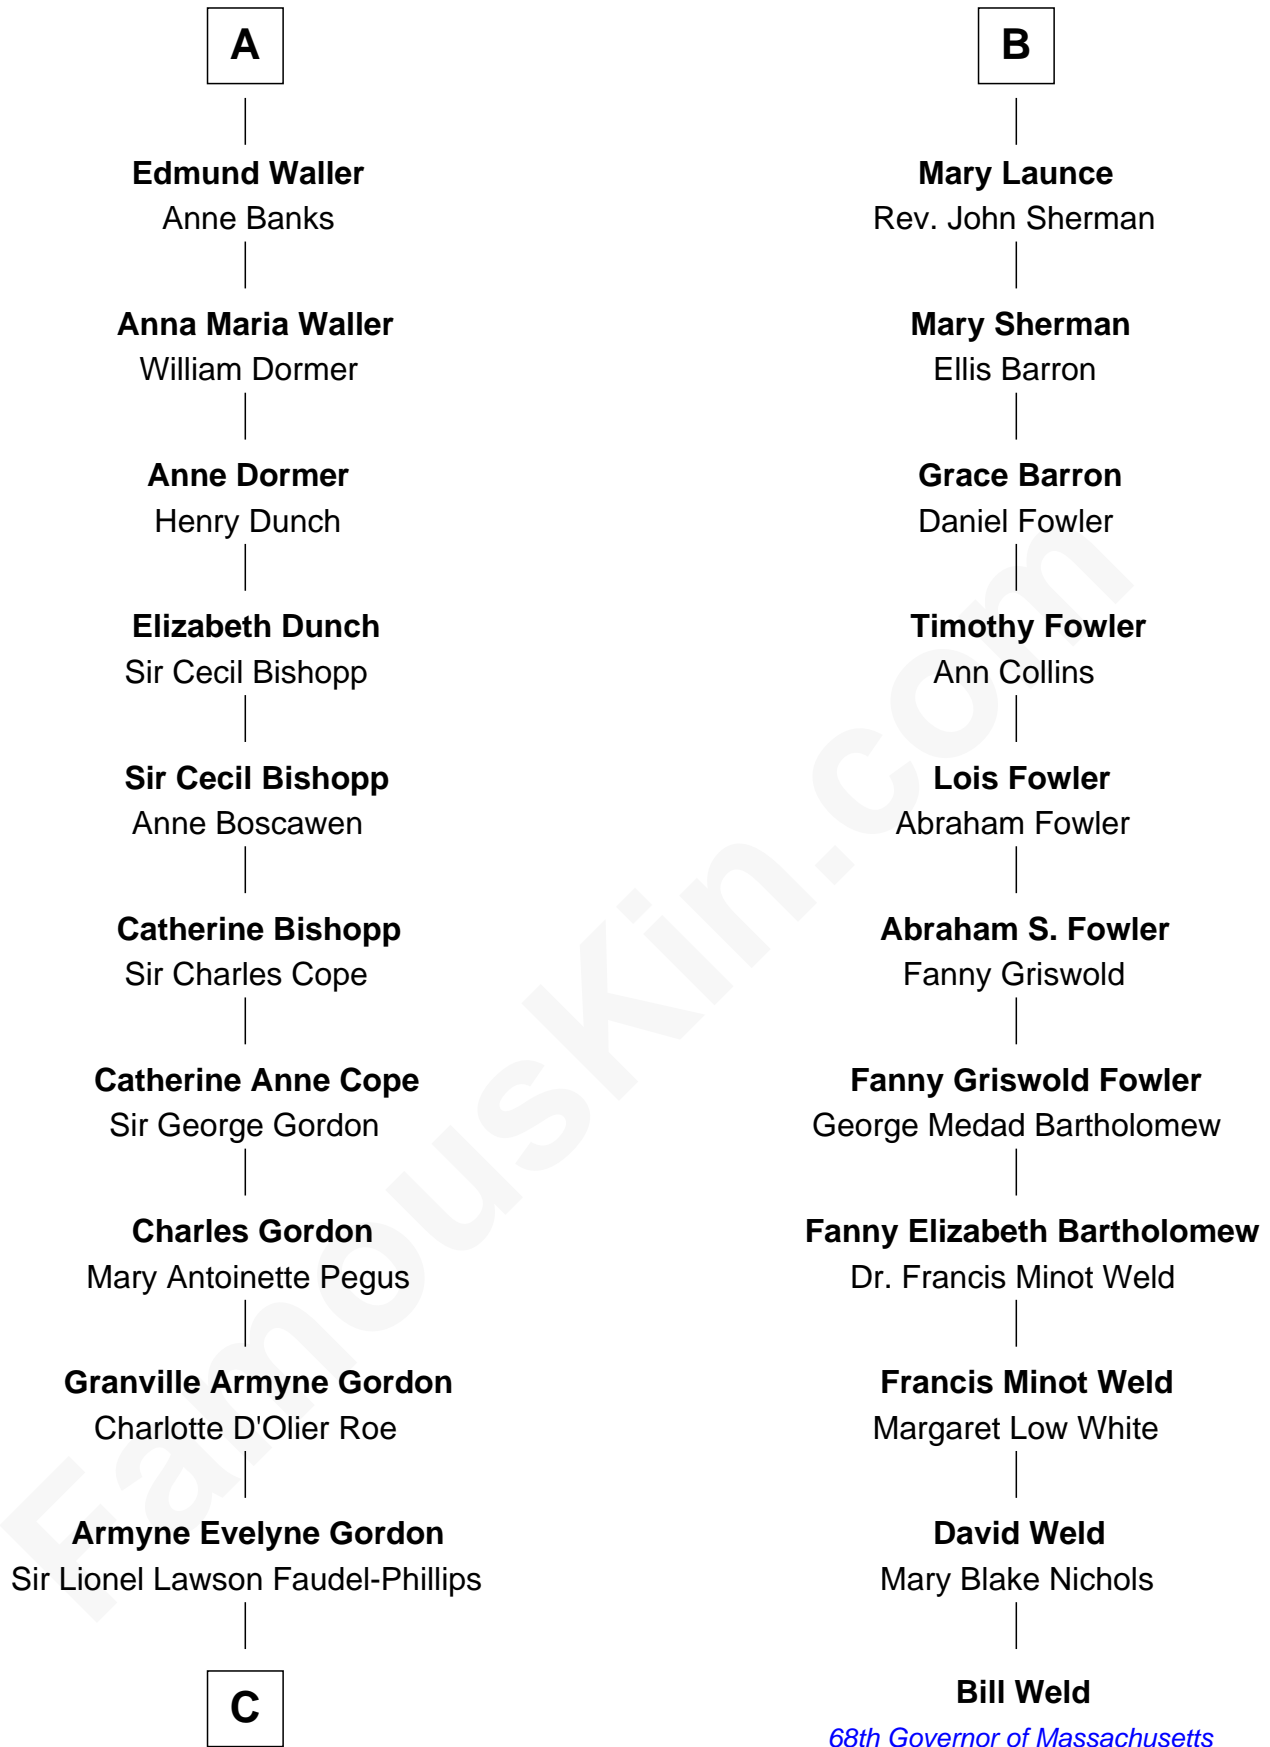 A
Edmund Waller
Anne Banks
Anna Maria Waller
William Dormer
Anne Dormer
Henry Dunch
Elizabeth Dunch
Sir Cecil Bishopp
Sir Cecil Bishopp
Anne Boscawen
Catherine Bishopp
Sir Charles Cope
Catherine Anne Cope
Sir George Gordon
Charles Gordon
Mary Antoinette Pegus
Granville Armyne Gordon
Charlotte D'Olier Roe
Armyne Evelyne Gordon
Sir Lionel Lawson Faudel-Phillips
C
B
Mary Launce
Rev. John Sherman
Mary Sherman
Ellis Barron
Grace Barron
Daniel Fowler
Timothy Fowler
Ann Collins
Lois Fowler
Abraham Fowler
Abraham S. Fowler
Fanny Griswold
Fanny Griswold Fowler
George Medad Bartholomew
Fanny Elizabeth Bartholomew
Dr. Francis Minot Weld
Francis Minot Weld
Margaret Low White
David Weld
Mary Blake Nichols
Bill Weld
68th Governor of Massachusetts
FamousKin.com